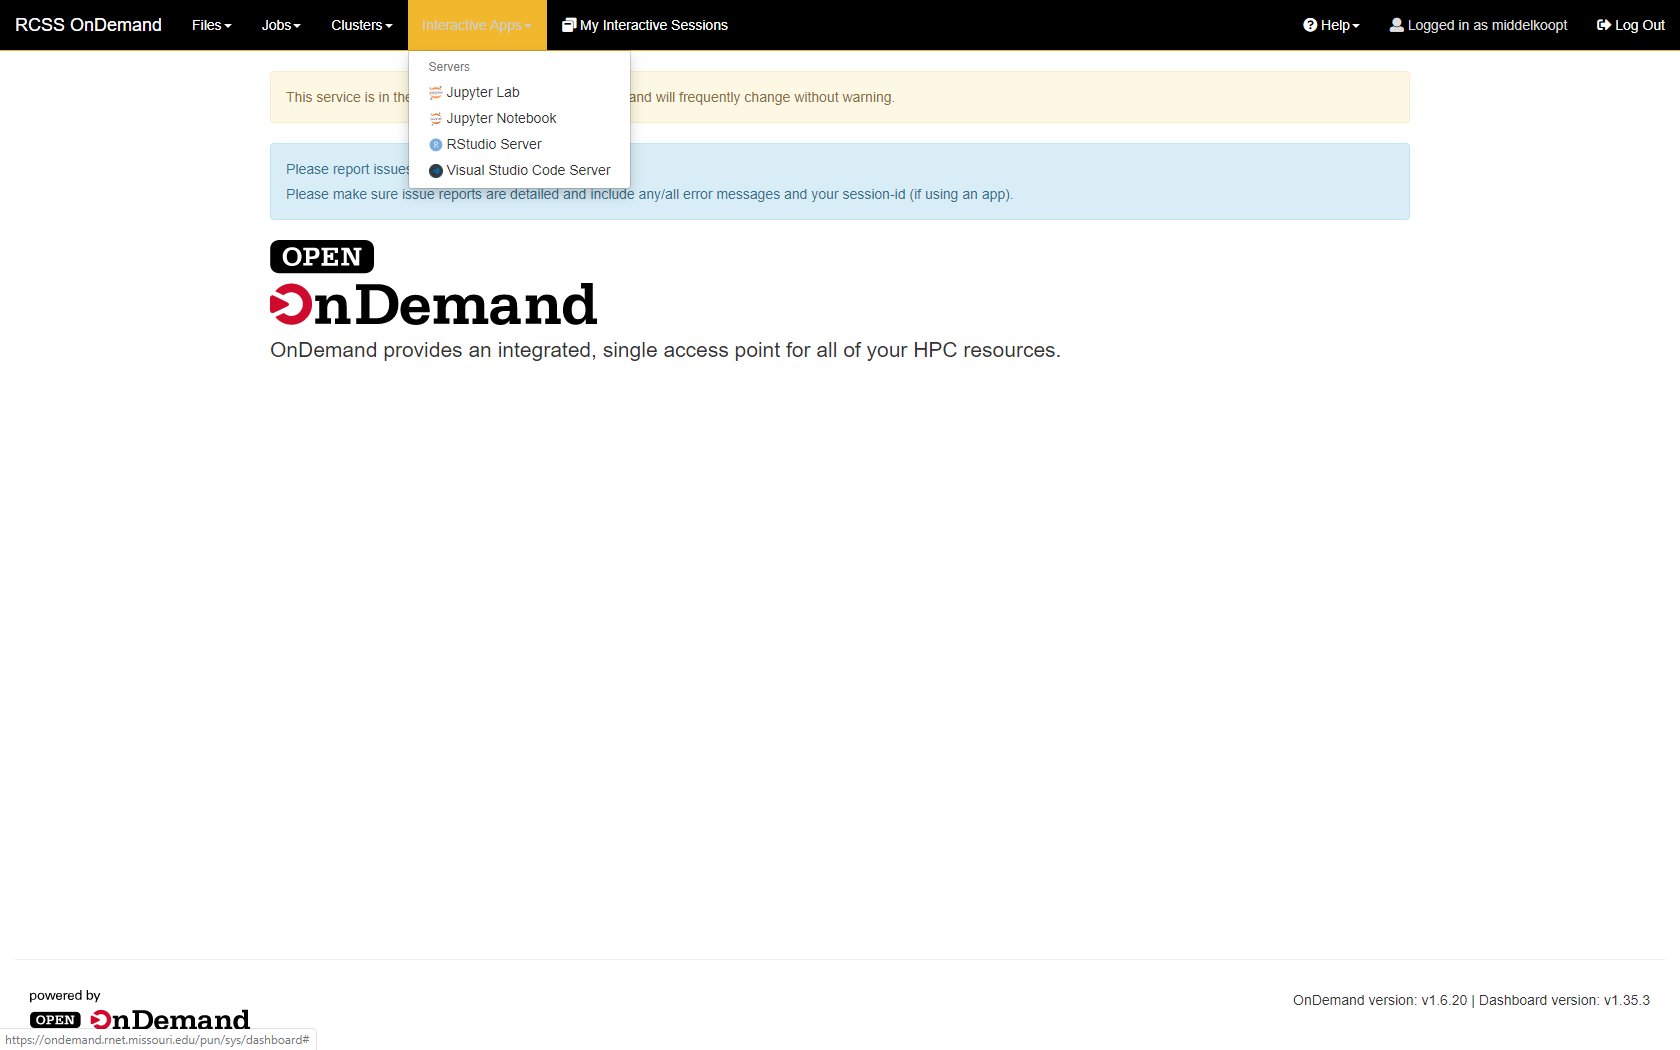 RCSS OnDemand Files Jobs Clusters Interactive Apps My Interactive Sessions Help Logged in as middelkoopt Log Out
Servers
Jupyter Lab
Jupyter Notebook
RStudio Server
Visual Studio Code Server
This service is in the and will frequently change without warning.
Please report issues
Please make sure issue reports are detailed and include any/all error messages and your session-id (if using an app).
OPEN
OnDemand
OnDemand provides an integrated, single access point for all of your HPC resources.
powered by
OPEN OnDemand
OnDemand version: v1.6.20 | Dashboard version: v1.35.3
https://ondemand.rnet.missouri.edu/pun/sys/dashboard#